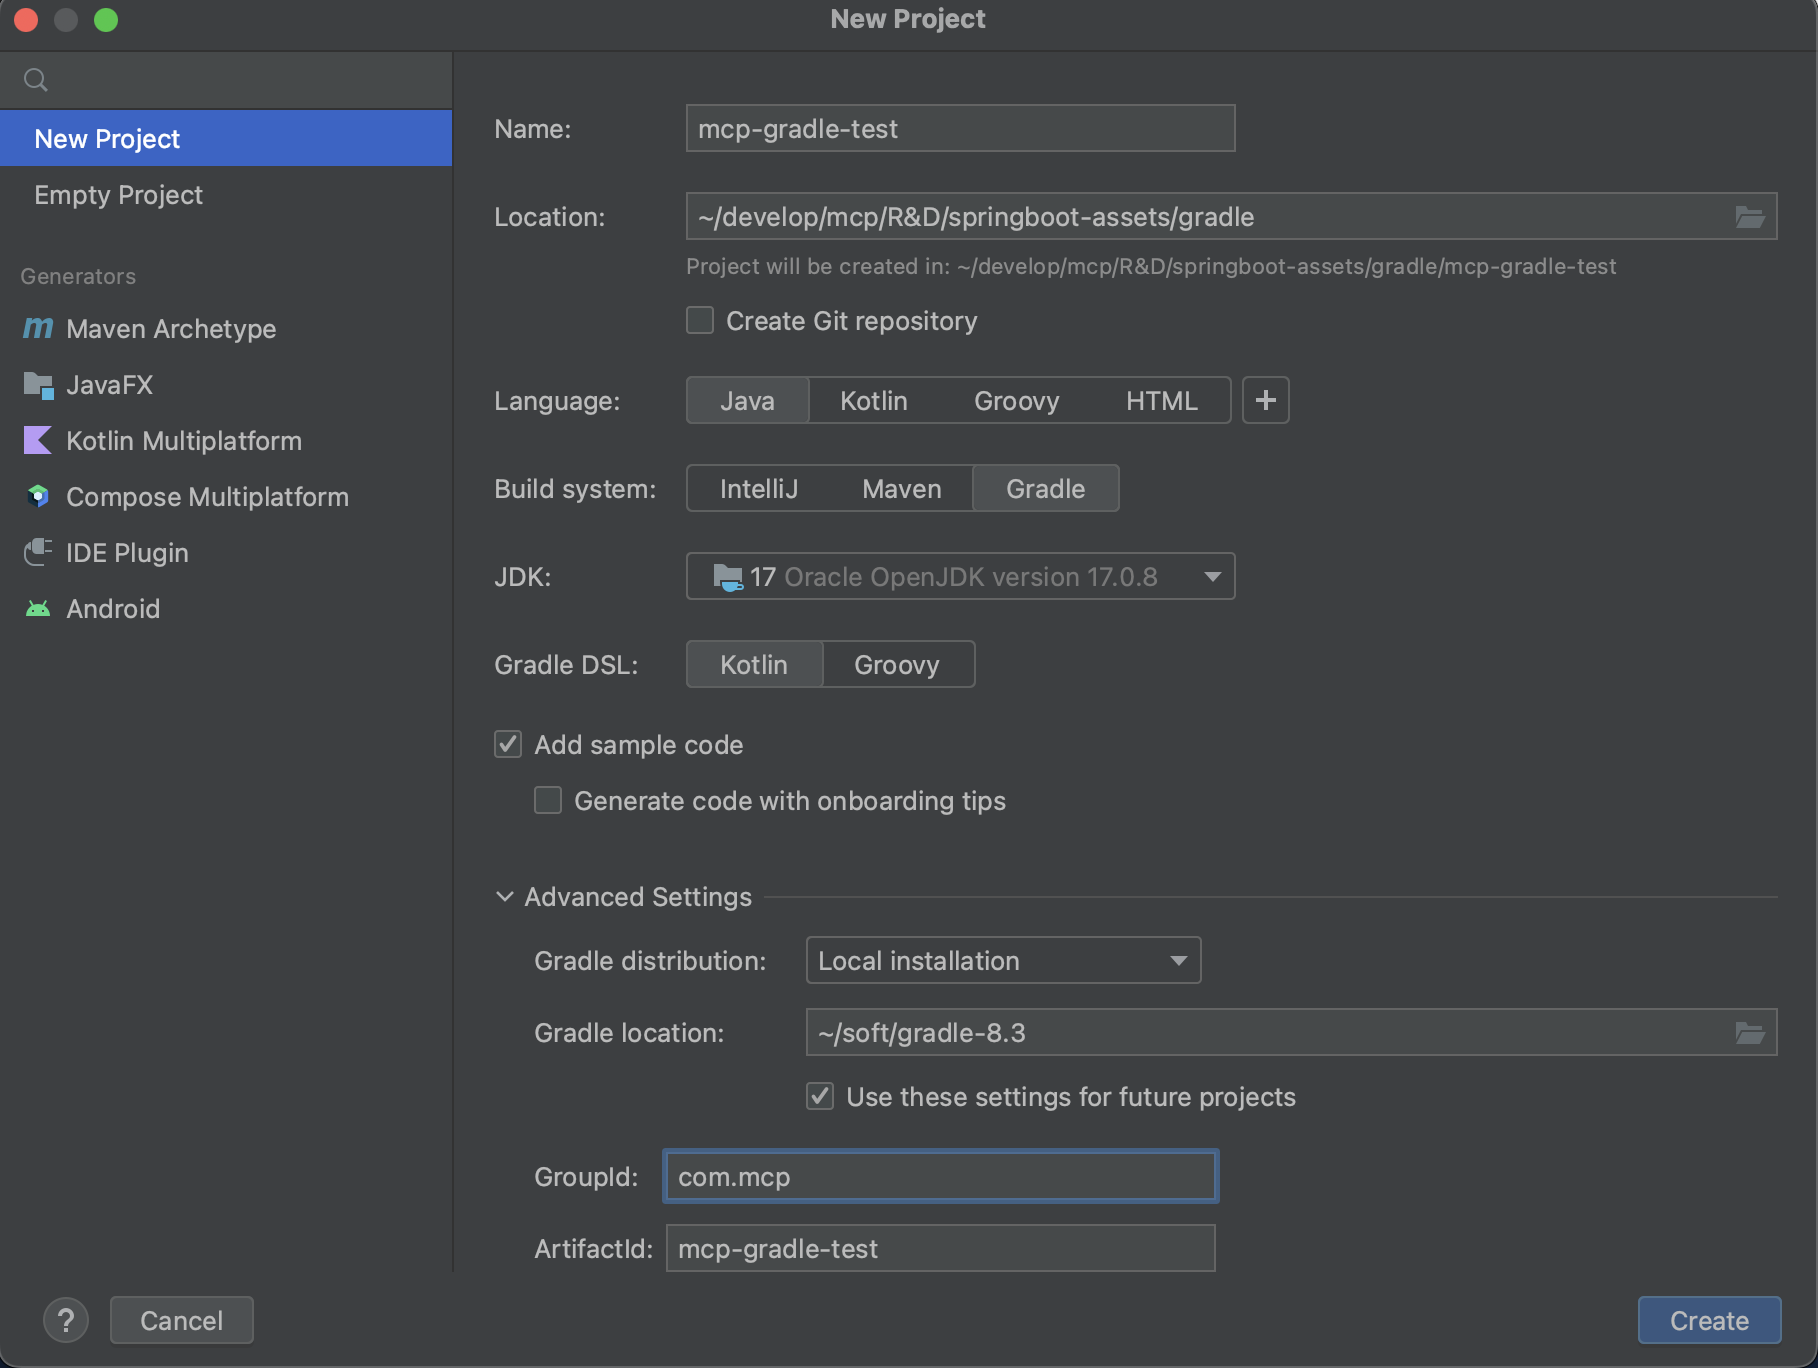 New Project
New Project
Empty Project
Generators
Maven Archetype
JavaFX
Kotlin Multiplatform
Compose Multiplatform
IDE Plugin
Android
Name: mcp-gradle-test
Location: ~/develop/mcp/R&D/springboot-assets/gradle
Project will be created in: ~/develop/mcp/R&D/springboot-assets/gradle/mcp-gradle-test
Create Git repository
Language: Java Kotlin Groovy HTML +
Build system: IntelliJ Maven Gradle
JDK: 17 Oracle OpenJDK version 17.0.8
Gradle DSL: Kotlin Groovy
Add sample code
Generate code with onboarding tips
Advanced Settings
Gradle distribution: Local installation
Gradle location: ~/soft/gradle-8.3
Use these settings for future projects
GroupId: com.mcp
ArtifactId: mcp-gradle-test
? Cancel Create